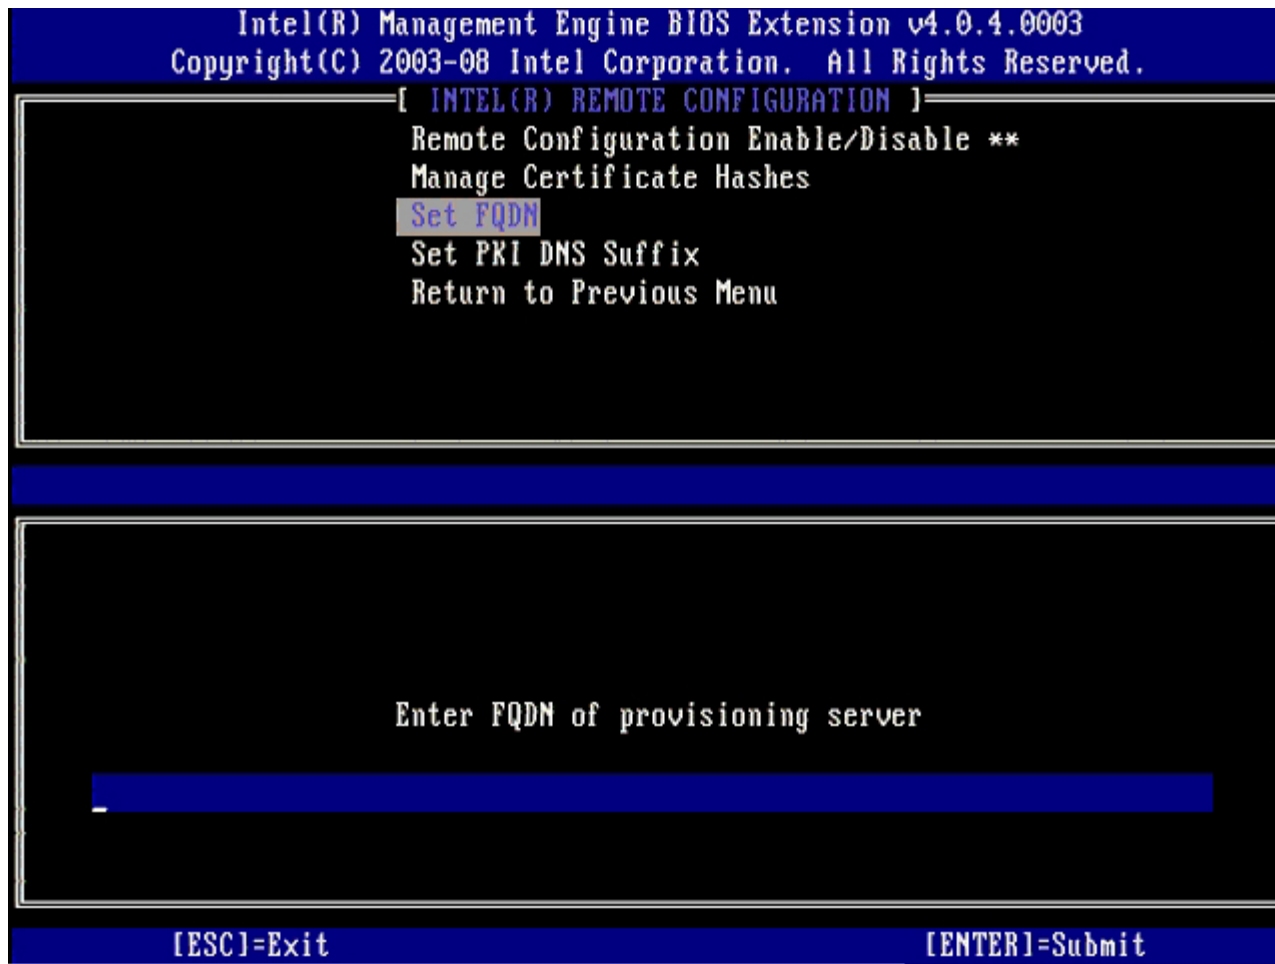 Intel(R) Management Engine BIOS Extension v4.0.4.0003
Copyright(C) 2003-08 Intel Corporation. All Rights Reserved.
[ INTEL(R) REMOTE CONFIGURATION ]
Remote Configuration Enable/Disable **
Manage Certificate Hashes
Set FQDN
Set PKI DNS Suffix
Return to Previous Menu
Enter FQDN of provisioning server
[ESC]=Exit [ENTER]=Submit